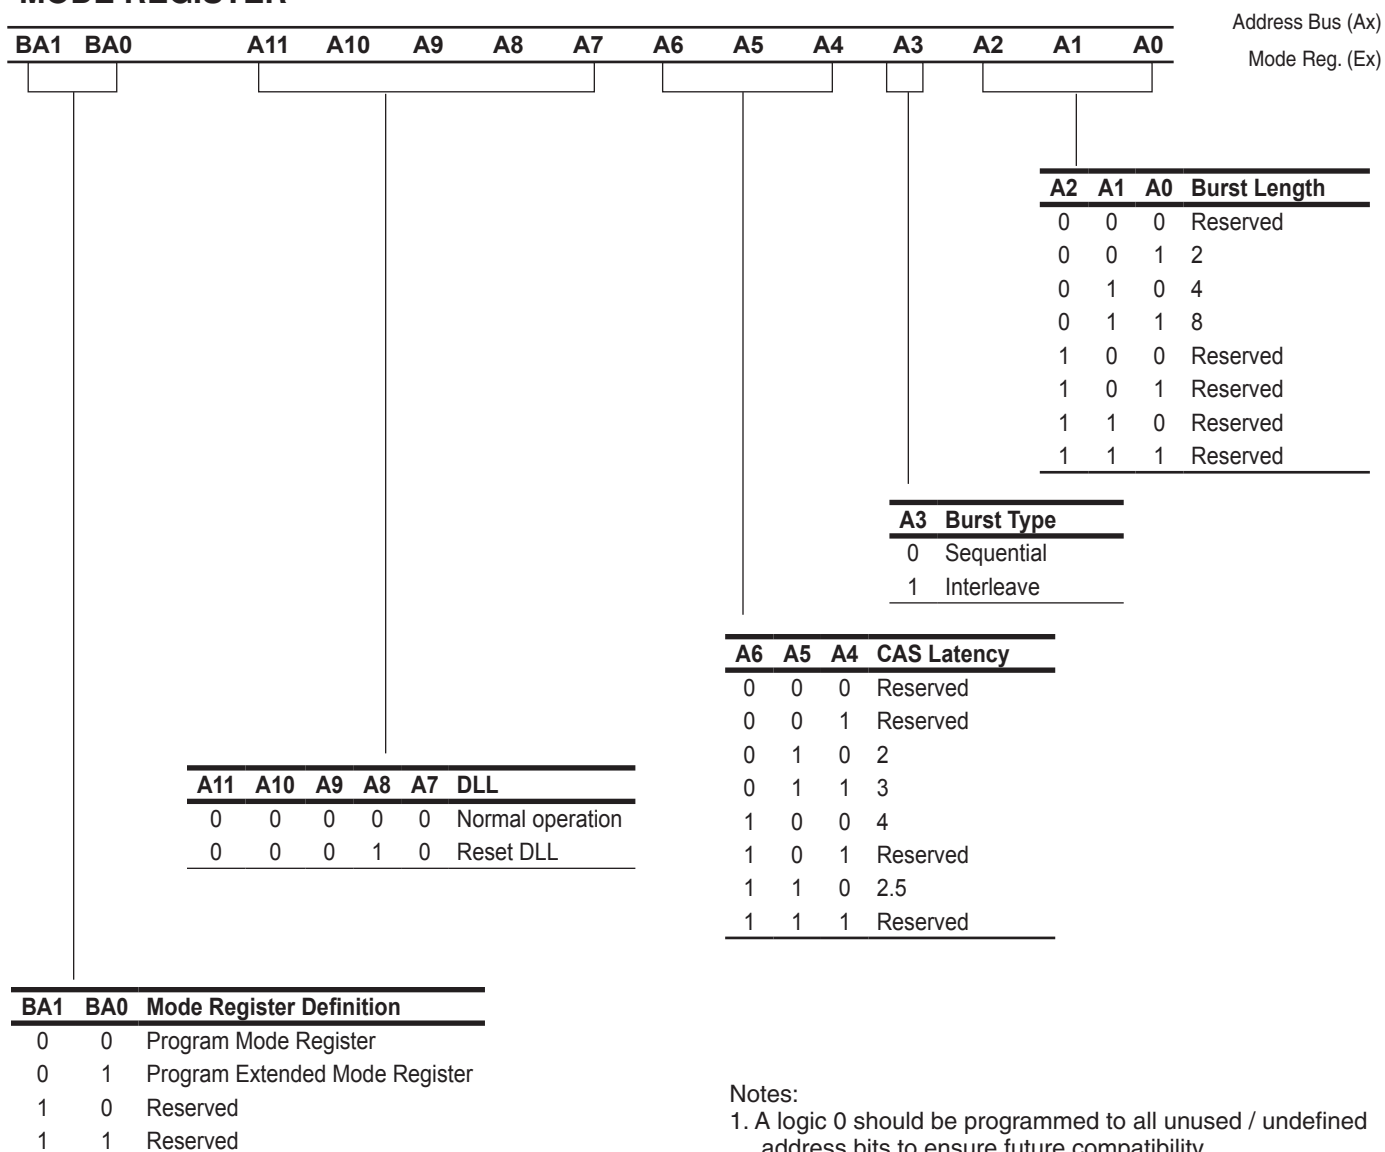 MODE REGISTER
Address Bus (Ax)
BA1 BA0 A11 A10 A9 A8 A7 A6 A5 A4 A3 A2 A1 A0
Mode Reg. (Ex)
A2 A1 A0 Burst Length
0 0 0 Reserved
0 0 1 2
0 1 0 4
0 1 1 8
1 0 0 Reserved
1 0 1 Reserved
1 1 0 Reserved
1 1 1 Reserved
A3 Burst Type
0 Sequential
1 Interleave
A6 A5 A4 CAS Latency
0 0 0 Reserved
0 0 1 Reserved
0 1 0 2
0 1 1 3
1 0 0 4
1 0 1 Reserved
1 1 0 2.5
1 1 1 Reserved
A11 A10 A9 A8 A7 DLL
0 0 0 0 0 Normal operation
0 0 0 1 0 Reset DLL
BA1 BA0 Mode Register Definition
0 0 Program Mode Register
0 1 Program Extended Mode Register
1 0 Reserved
1 1 Reserved
Notes:
1. A logic 0 should be programmed to all unused / undefined
address bits to ensure future compatibility